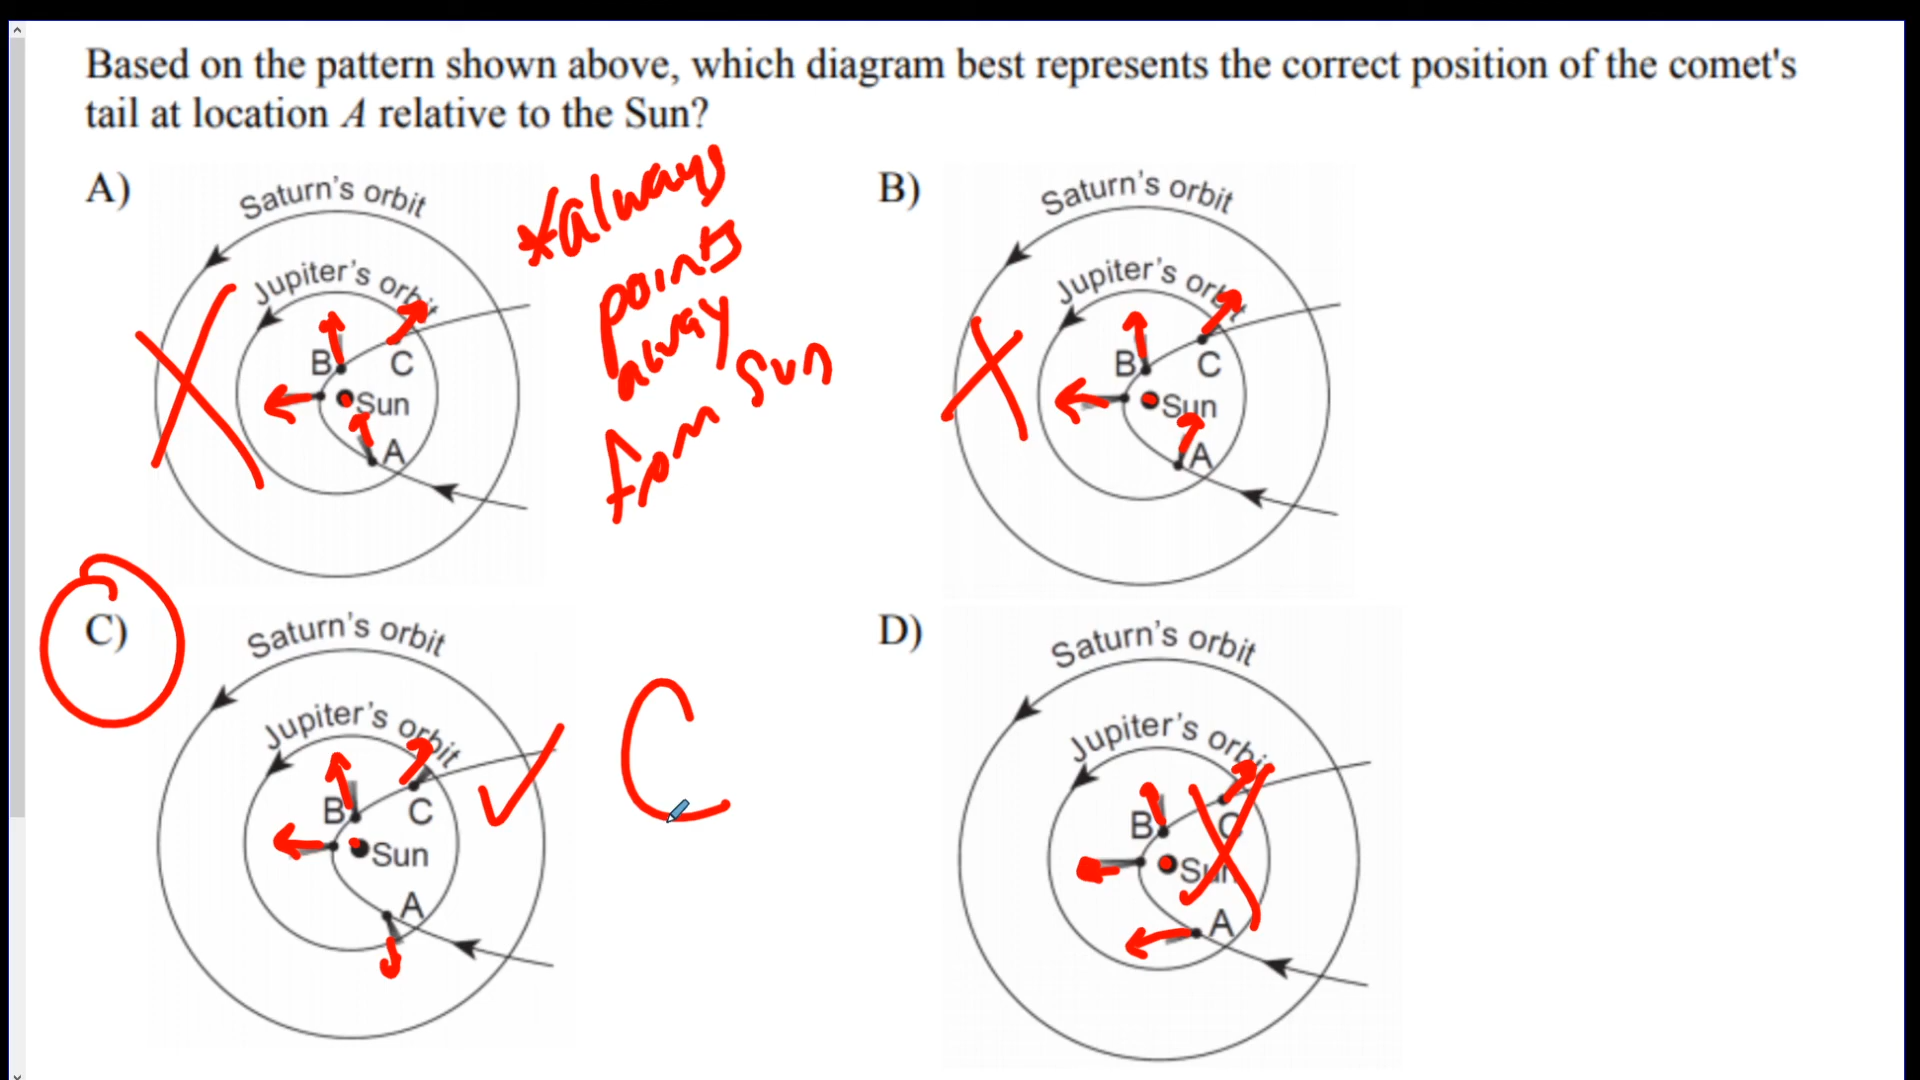 Based on the pattern shown above, which diagram best represents the correct position of the comet's
tail at location A relative to the Sun?
A)
Saturn's orbit
Jupiter's orbit
B
C
Sun
A
*always
points
away
from sun
B)
Saturn's orbit
Jupiter's orbit
B
C
Sun
A
C)
Saturn's orbit
Jupiter's orbit
B
C
Sun
A
C
D)
Saturn's orbit
Jupiter's orbit
B
C
Sun
A